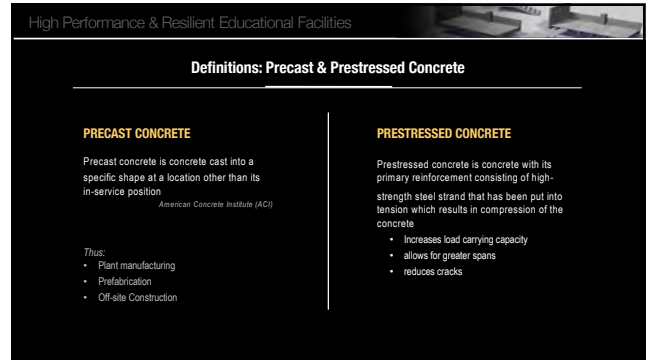 High Performance & Resilient Educational Facilities
Definitions: Precast & Prestressed Concrete
PRECAST CONCRETE
Precast concrete is concrete cast into a
specific shape at a location other than its
in-service position
American Concrete Institute (ACI)
Thus:
• Plant manufacturing
• Prefabrication
• Off-site Construction
PRESTRESSED CONCRETE
Prestressed concrete is concrete with its
primary reinforcement consisting of high-
strength steel strand that has been put into
tension which results in compression of the
concrete
• Increases load carrying capacity
• allows for greater spans
• reduces cracks